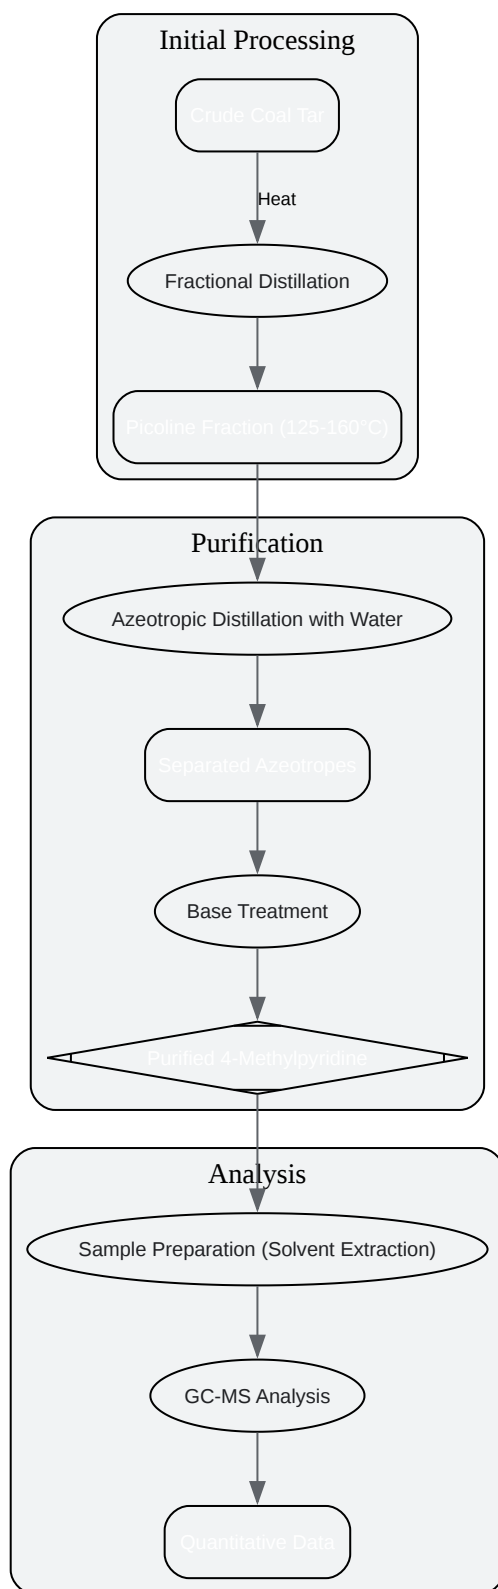 Initial Processing
Crude Coal Tar
Heat
Fractional Distillation
Picoline Fraction (125-160°C)
Purification
Azeotropic Distillation with Water
Separated Azeotropes
Base Treatment
Purified 4-Methylpyridine
Analysis
Sample Preparation (Solvent Extraction)
GC-MS Analysis
Quantitative Data